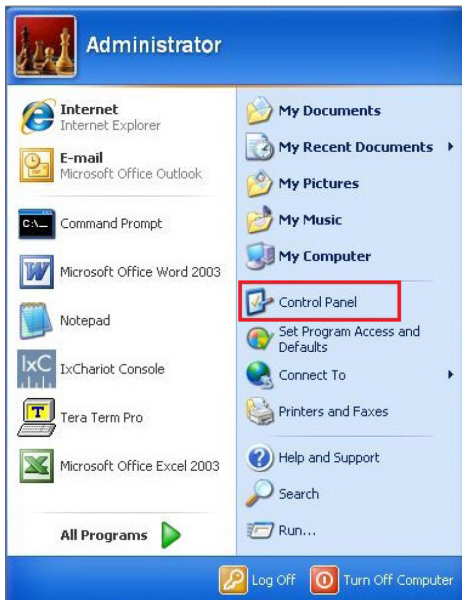 Administrator
Internet
Internet Explorer
E-mail
Microsoft Office Outlook
C:\_
Command Prompt
Microsoft Office Word 2003
Notepad
IxC
IxChariot Console
T
Tera Term Pro
Microsoft Office Excel 2003
All Programs
My Documents
My Recent Documents
My Pictures
My Music
My Computer
Control Panel
Set Program Access and
Defaults
Connect To
Printers and Faxes
Help and Support
Search
Run...
Log Off
Turn Off Computer